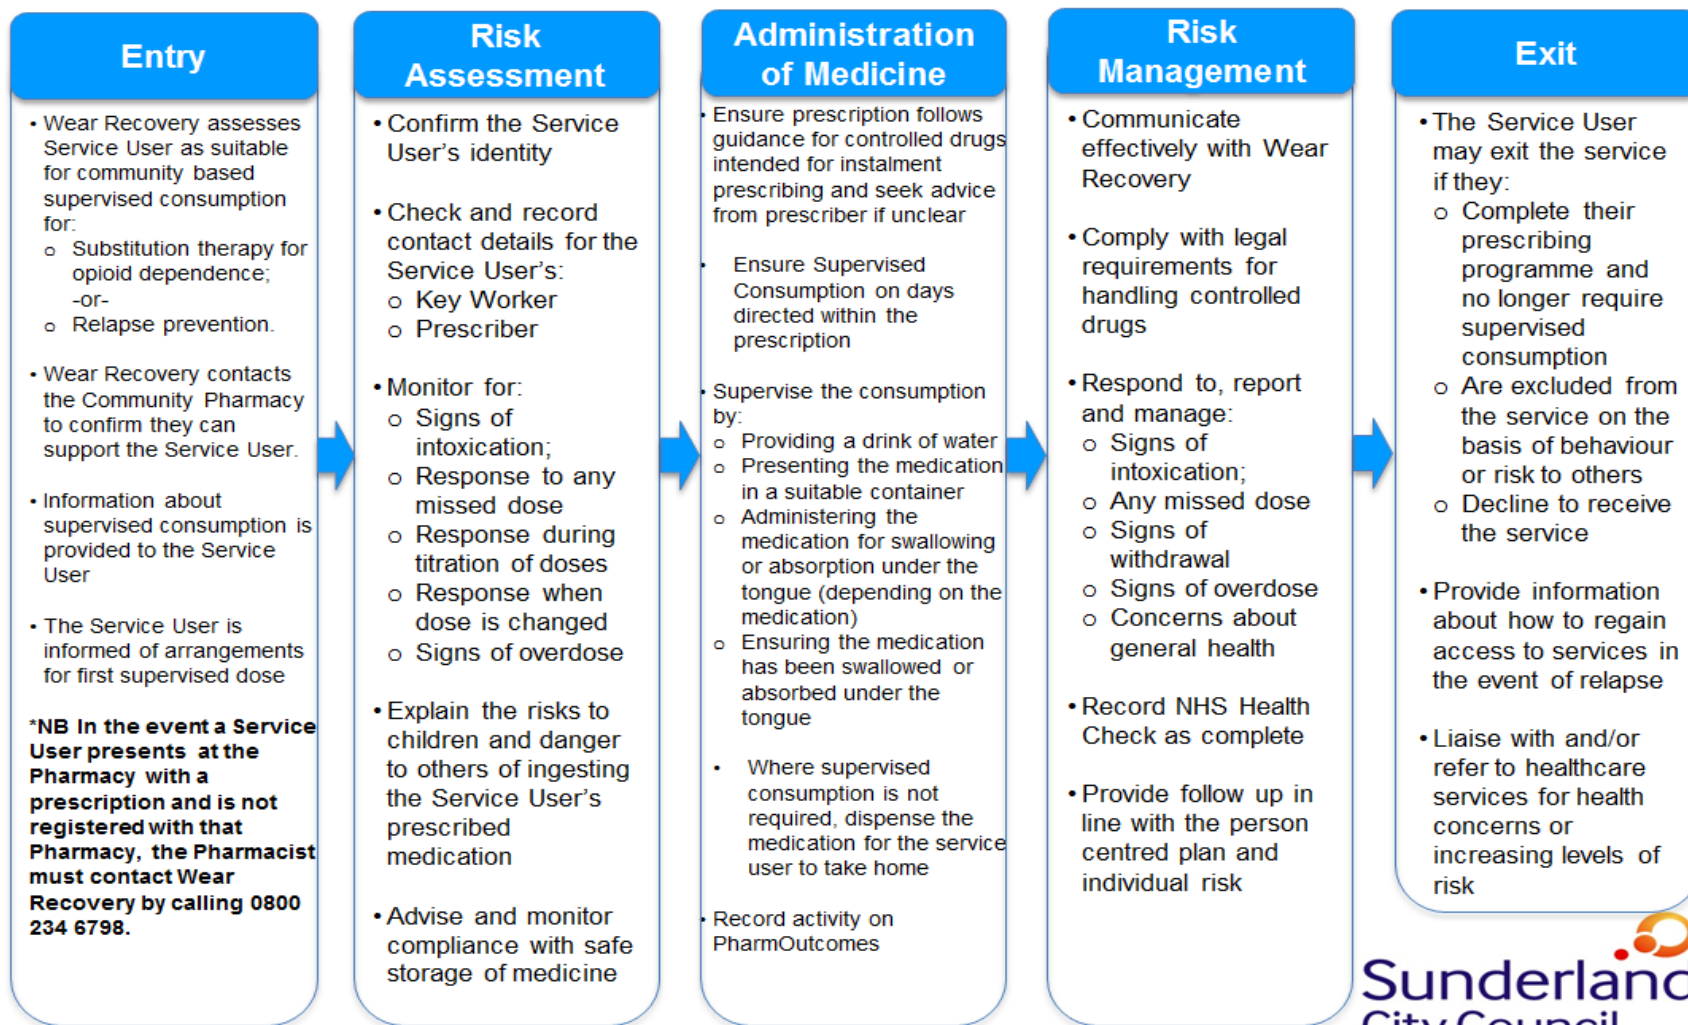 Entry
• Wear Recovery assesses
Service User as suitable
for community based
supervised consumption
for:
o Substitution therapy for
opioid dependence;
-or-
o Relapse prevention.
• Wear Recovery contacts
the Community Pharmacy
to confirm they can
support the Service User.
• Information about
supervised consumption is
provided to the Service
User
• The Service User is
informed of arrangements
for first supervised dose
*NB In the event a Service
User presents at the
Pharmacy with a
prescription and is not
registered with that
Pharmacy, the Pharmacist
must contact Wear
Recovery by calling 0800
234 6798.
Risk
Assessment
• Confirm the Service
User's identity
• Check and record
contact details for the
Service User's:
o Key Worker
o Prescriber
• Monitor for:
o Signs of
intoxication;
o Response to any
missed dose
o Response during
titration of doses
o Response when
dose is changed
o Signs of overdose
• Explain the risks to
children and danger
to others of ingesting
the Service User's
prescribed
medication
• Advise and monitor
compliance with safe
storage of medicine
Administration
of Medicine
• Ensure prescription follows
guidance for controlled drugs
intended for instalment
prescribing and seek advice
from prescriber if unclear
• Ensure Supervised
Consumption on days
directed within the
prescription
• Supervise the consumption
by:
o Providing a drink of water
o Presenting the medication
in a suitable container
o Administering the
medication for swallowing
or absorption under the
tongue (depending on the
medication)
o Ensuring the medication
has been swallowed or
absorbed under the
tongue
• Where supervised
consumption is not
required, dispense the
medication for the service
user to take home
• Record activity on
PharmOutcomes
Risk
Management
• Communicate
effectively with Wear
Recovery
• Comply with legal
requirements for
handling controlled
drugs
• Respond to, report
and manage:
o Signs of
intoxication;
o Any missed dose
o Signs of
withdrawal
o Signs of overdose
o Concerns about
general health
• Record NHS Health
Check as complete
• Provide follow up in
line with the person
centred plan and
individual risk
Exit
• The Service User
may exit the service
if they:
o Complete their
prescribing
programme and
no longer require
supervised
consumption
o Are excluded from
the service on the
basis of behaviour
or risk to others
o Decline to receive
the service
• Provide information
about how to regain
access to services in
the event of relapse
• Liaise with and/or
refer to healthcare
services for health
concerns or
increasing levels of
risk
Sunderland
City Council